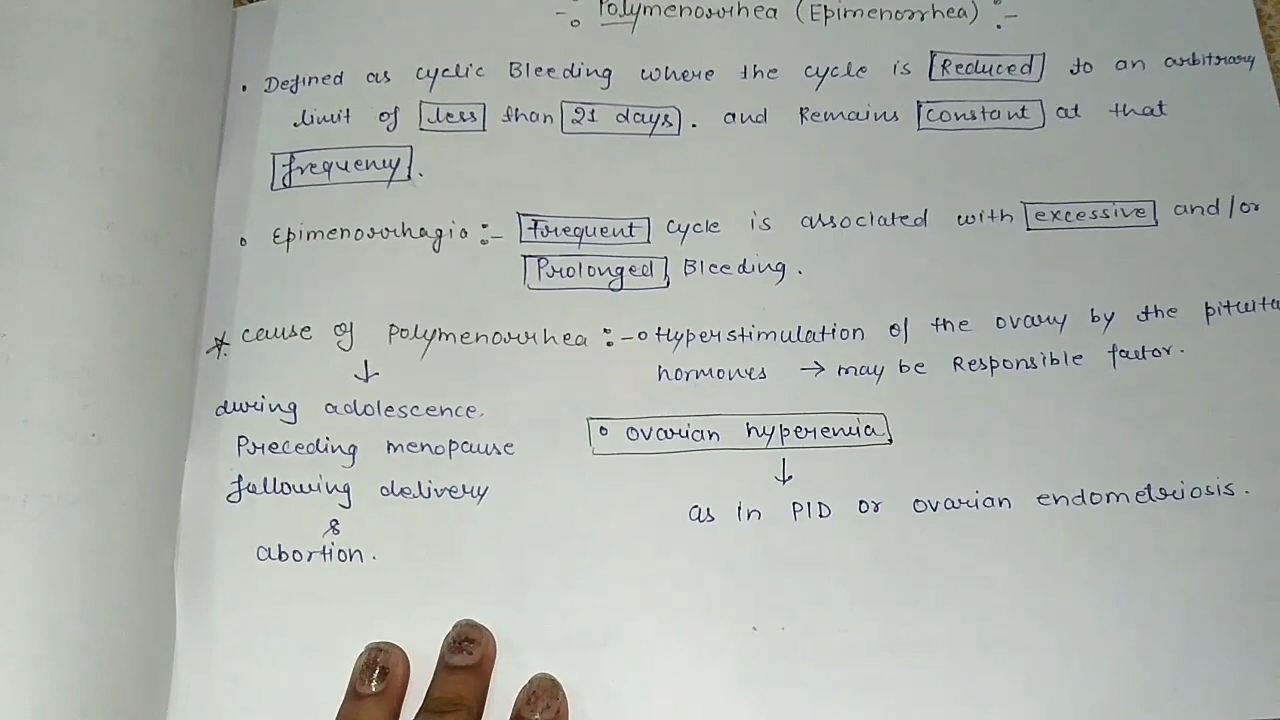 -: Polymenorrhea (Epimenorrhea) :-
• Defined as cyclic Bleeding where the cycle is Reduced to an arbitrary
limit of less than 21 days. and Remains constant at that
frequency.
• Epimenorrhagia :- Frequent cycle is associated with excessive and/or
Prolonged Bleeding.
* cause of polymenorrhea :- o Hyperstimulation of the ovary by the pituita
hormones → may be Responsible factor.
↓
during adolescence.
Preceding menopause
following delivery
&
abortion.
• ovarian hyperemia
↓
as in PID or ovarian endometriosis.